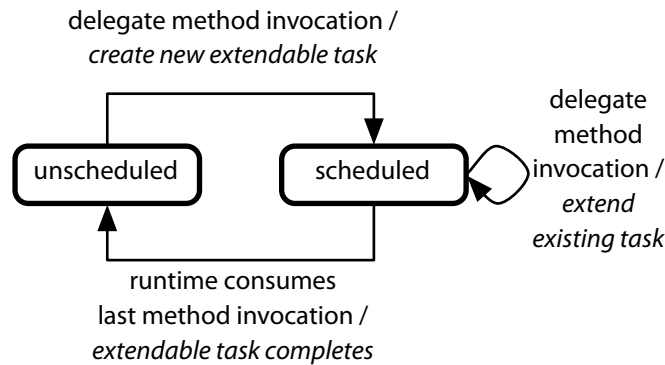 delegate method invocation /
create new extendable task
unscheduled
scheduled
delegate
method
invocation /
extend
existing task
runtime consumes
last method invocation /
extendable task completes